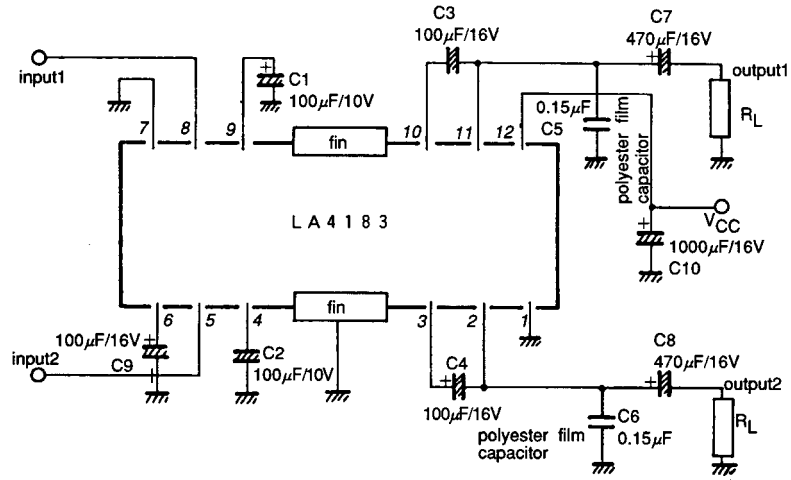 C3
100µF/16V
C7
470µF/16V
input1
output1
C1
100µF/10V
RL
7 8 9
fin
10 11 12
0.15µF
C5
polyester film
capacitor
LA4183
VCC
1000µF/16V
C10
fin
6 5 4 3 2 1
100µF/16V
input2
C9
C2
100µF/10V
C4
100µF/16V
C8
470µF/16V
output2
C6
0.15µF
polyester film
capacitor
RL